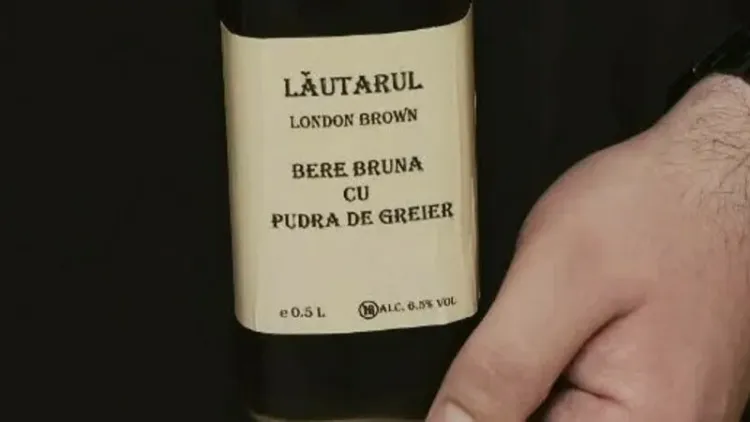 LĂUTARUL
LONDON BROWN
BERE BRUNA
CU
PUDRA DE GREIER
e 0.5 L 18 ALC. 6.5% VOL